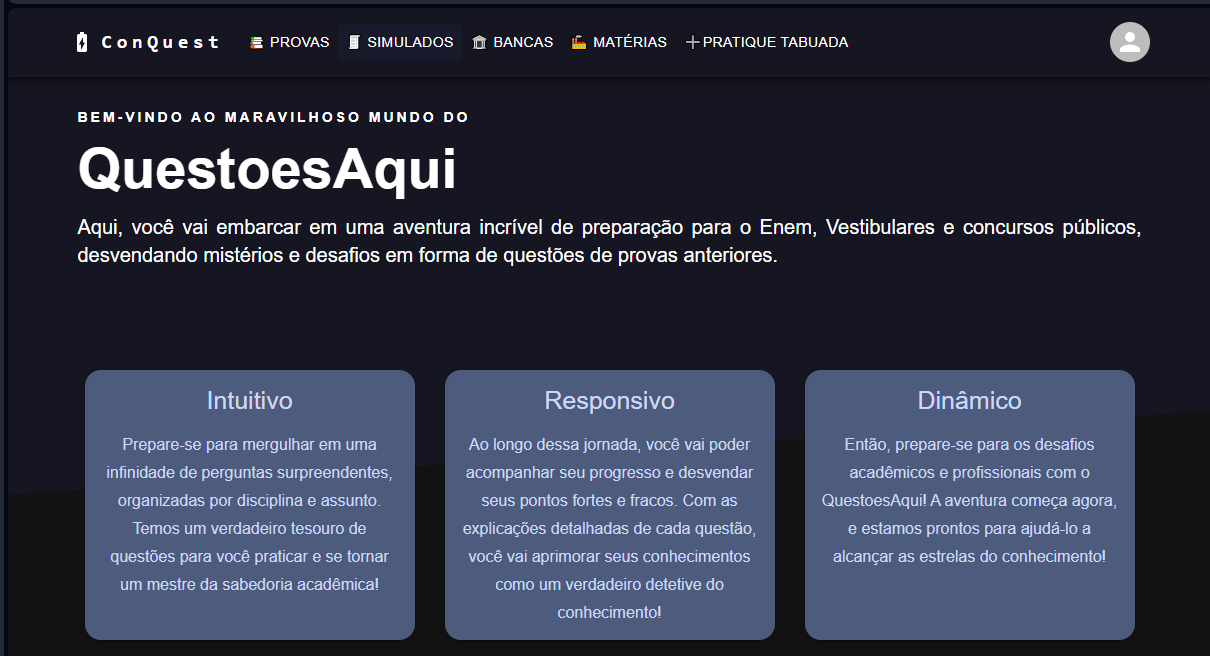 ConQuest PROVAS SIMULADOS BANCAS MATÉRIAS PRATIQUE TABUADA
BEM-VINDO AO MARAVILHOSO MUNDO DO
QuestoesAqui
Aqui, você vai embarcar em uma aventura incrível de preparação para o Enem, Vestibulares e concursos públicos,
desvendando mistérios e desafios em forma de questões de provas anteriores.
Intuitivo
Prepare-se para mergulhar em uma
infinidade de perguntas surpreendentes,
organizadas por disciplina e assunto.
Temos um verdadeiro tesouro de
questões para você praticar e se tornar
um mestre da sabedoria acadêmica!
Responsivo
Ao longo dessa jornada, você vai poder
acompanhar seu progresso e desvendar
seus pontos fortes e fracos. Com as
explicações detalhadas de cada questão,
você vai aprimorar seus conhecimentos
como um verdadeiro detetive do
conhecimento!
Dinâmico
Então, prepare-se para os desafios
acadêmicos e profissionais com o
QuestoesAqui! A aventura começa agora,
e estamos prontos para ajudá-lo a
alcançar as estrelas do conhecimento!